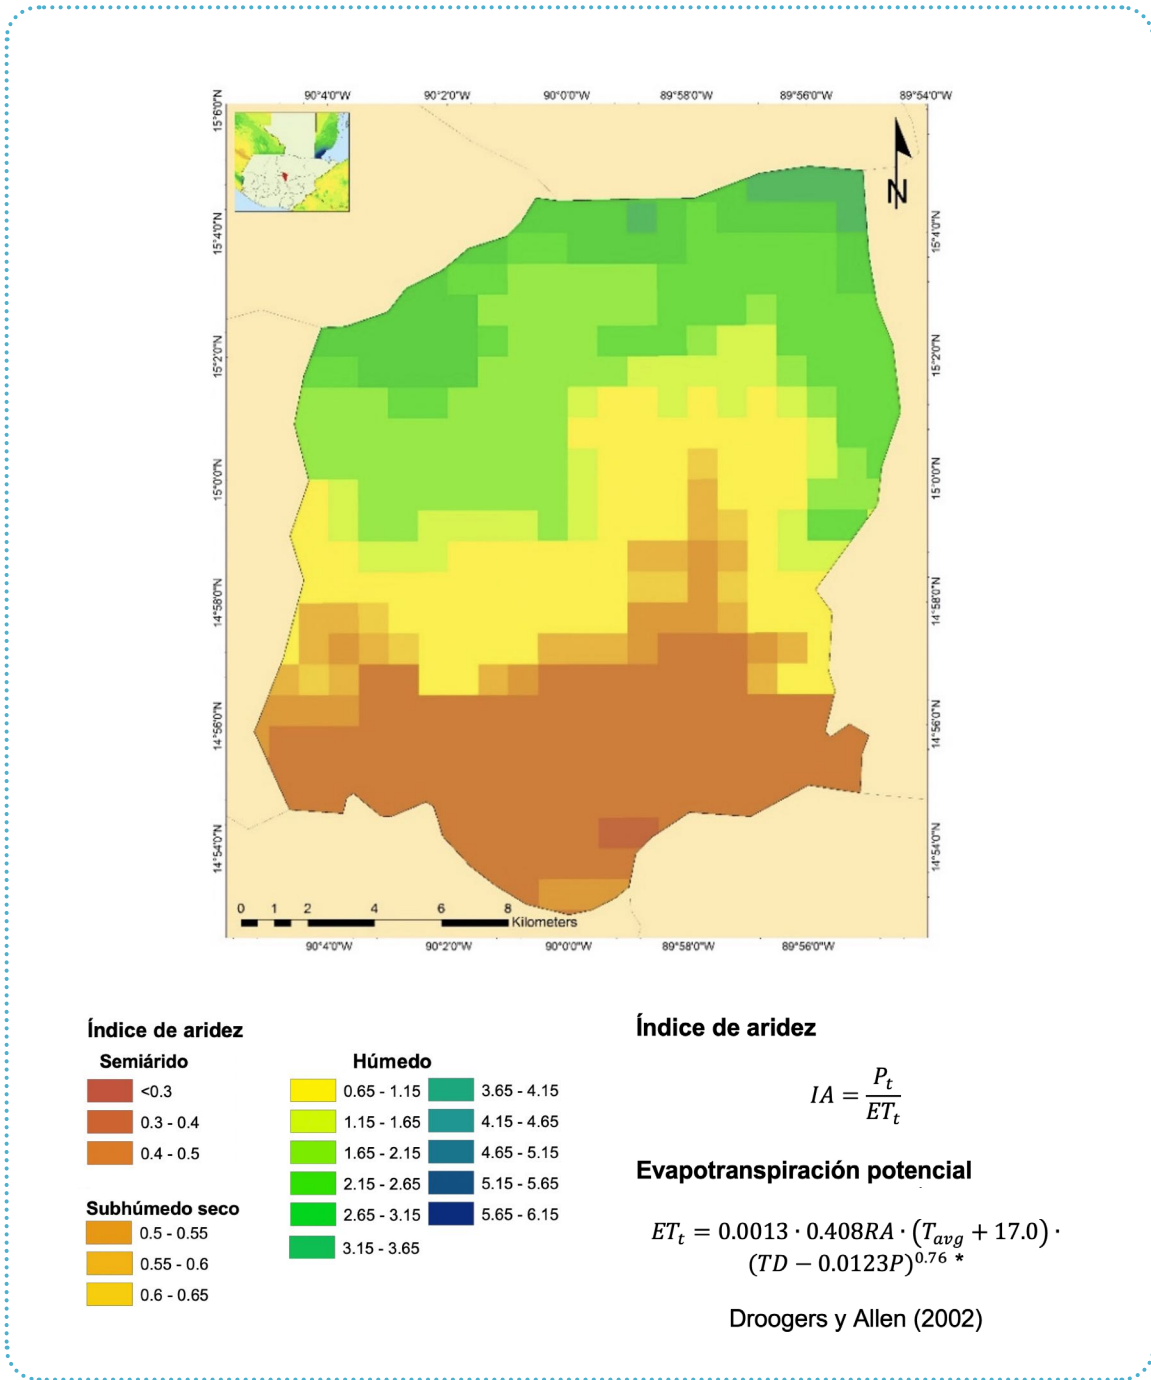 90°4'0"W 90°2'0"W 90°0'0"W 89°58'0"W 89°56'0"W 89°54'0"W
15°6'0"N
15°4'0"N 15°4'0"N
15°2'0"N 15°2'0"N
15°0'0"N 15°0'0"N
14°58'0"N 14°58'0"N
14°56'0"N 14°56'0"N
14°54'0"N 14°54'0"N
N
0 1 2 4 6 8
Kilometers
90°4'0"W 90°2'0"W 90°0'0"W 89°58'0"W 89°56'0"W
Índice de aridez
Semiárido
<0.3
0.3 - 0.4
0.4 - 0.5
Subhúmedo seco
0.5 - 0.55
0.55 - 0.6
0.6 - 0.65
Húmedo
0.65 - 1.15
1.15 - 1.65
1.65 - 2.15
2.15 - 2.65
2.65 - 3.15
3.15 - 3.65
3.65 - 4.15
4.15 - 4.65
4.65 - 5.15
5.15 - 5.65
5.65 - 6.15
Índice de aridez
IA = P_t / ET_t
Evapotranspiración potencial
ET_t = 0.0013 · 0.408RA · (T_avg + 17.0) ·
(TD − 0.0123P)^0.76 *
Droogers y Allen (2002)